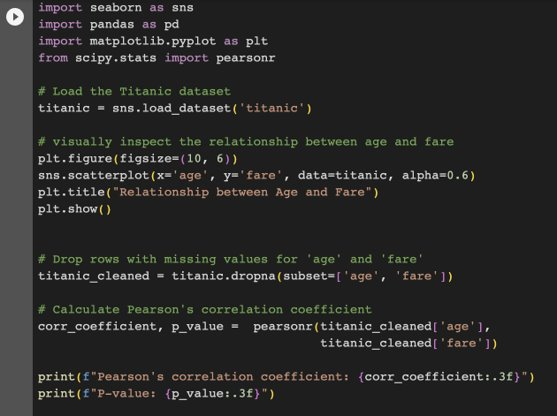 import seaborn as sns
import pandas as pd
import matplotlib.pyplot as plt
from scipy.stats import pearsonr
# Load the Titanic dataset
titanic = sns.load_dataset('titanic')
# visually inspect the relationship between age and fare
plt.figure(figsize=(10, 6))
sns.scatterplot(x='age', y='fare', data=titanic, alpha=0.6)
plt.title("Relationship between Age and Fare")
plt.show()
# Drop rows with missing values for 'age' and 'fare'
titanic_cleaned = titanic.dropna(subset=['age', 'fare'])
# Calculate Pearson's correlation coefficient
corr_coefficient, p_value =  pearsonr(titanic_cleaned['age'],
                                      titanic_cleaned['fare'])
print(f"Pearson's correlation coefficient: {corr_coefficient:.3f}")
print(f"P-value: {p_value:.3f}")